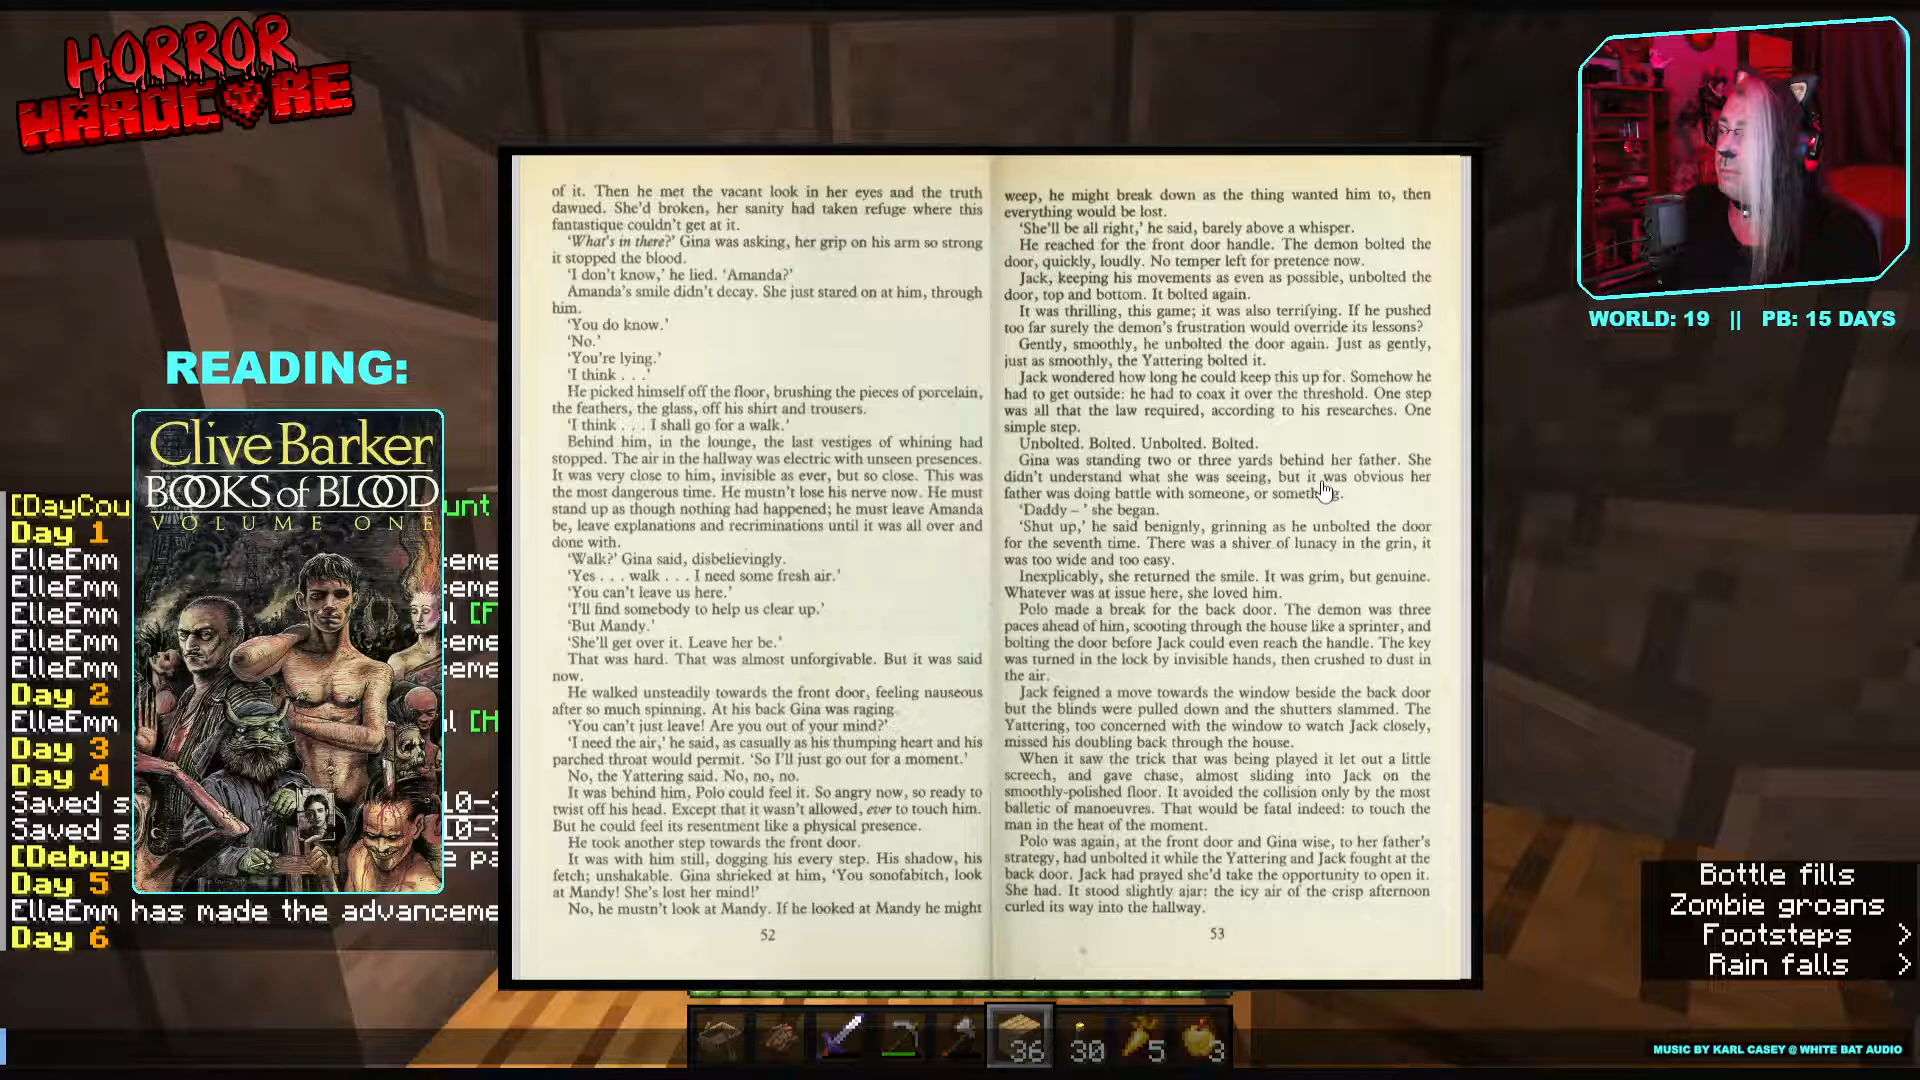 HORROR
HARDCORE
WORLD: 19 || PB: 15 DAYS
READING:
Clive Barker
BOOKS of BLOOD
VOLUME ONE
[DayCou
unt
Day 1
ElleEmm
eme
ElleEmm
eme
ElleEmm
l [F
ElleEmm
eme
ElleEmm
eme
Day 2
ElleEmm
l [H
Day 3
Day 4
Saved s
10-3
Saved s
10-3
[Debug
e pa
Day 5
ElleEmm has made the advanceme
Day 6
of it. Then he met the vacant look in her eyes and the truth
dawned. She'd broken, her sanity had taken refuge where this
fantastique couldn't get at it.
'What's in there?' Gina was asking, her grip on his arm so strong
it stopped the blood.
'I don't know,' he lied. 'Amanda?'
Amanda's smile didn't decay. She just stared on at him, through
him.
'You do know.'
'No.'
'You're lying.'
'I think . . .'
He picked himself off the floor, brushing the pieces of porcelain,
the feathers, the glass, off his shirt and trousers.
'I think . . . I shall go for a walk.'
Behind him, in the lounge, the last vestiges of whining had
stopped. The air in the hallway was electric with unseen presences.
It was very close to him, invisible as ever, but so close. This was
the most dangerous time. He mustn't lose his nerve now. He must
stand up as though nothing had happened; he must leave Amanda
be, leave explanations and recriminations until it was all over and
done with.
'Walk?' Gina said, disbelievingly.
'Yes . . . walk . . . I need some fresh air.'
'You can't leave us here.'
'I'll find somebody to help us clear up.'
'But Mandy.'
'She'll get over it. Leave her be.'
That was hard. That was almost unforgivable. But it was said
now.
He walked unsteadily towards the front door, feeling nauseous
after so much spinning. At his back Gina was raging
'You can't just leave! Are you out of your mind?'
'I need the air,' he said, as casually as his thumping heart and his
parched throat would permit. 'So I'll just go out for a moment.'
No, the Yattering said. No, no, no.
It was behind him, Polo could feel it. So angry now, so ready to
twist off his head. Except that it wasn't allowed, ever to touch him.
But he could feel its resentment like a physical presence.
He took another step towards the front door.
It was with him still, dogging his every step. His shadow, his
fetch; unshakable. Gina shrieked at him, 'You sonofabitch, look
at Mandy! She's lost her mind!'
No, he mustn't look at Mandy. If he looked at Mandy he might
52
weep, he might break down as the thing wanted him to, then
everything would be lost.
'She'll be all right,' he said, barely above a whisper.
He reached for the front door handle. The demon bolted the
door, quickly, loudly. No temper left for pretence now.
Jack, keeping his movements as even as possible, unbolted the
door, top and bottom. It bolted again.
It was thrilling, this game; it was also terrifying. If he pushed
too far surely the demon's frustration would override its lessons?
Gently, smoothly, he unbolted the door again. Just as gently,
just as smoothly, the Yattering bolted it.
Jack wondered how long he could keep this up for. Somehow he
had to get outside: he had to coax it over the threshold. One step
was all that the law required, according to his researches. One
simple step.
Unbolted. Bolted. Unbolted. Bolted.
Gina was standing two or three yards behind her father. She
didn't understand what she was seeing, but it was obvious her
father was doing battle with someone, or something.
'Daddy – ' she began.
'Shut up,' he said benignly, grinning as he unbolted the door
for the seventh time. There was a shiver of lunacy in the grin, it
was too wide and too easy.
Inexplicably, she returned the smile. It was grim, but genuine.
Whatever was at issue here, she loved him.
Polo made a break for the back door. The demon was three
paces ahead of him, scooting through the house like a sprinter, and
bolting the door before Jack could even reach the handle. The key
was turned in the lock by invisible hands, then crushed to dust in
the air.
Jack feigned a move towards the window beside the back door
but the blinds were pulled down and the shutters slammed. The
Yattering, too concerned with the window to watch Jack closely,
missed his doubling back through the house.
When it saw the trick that was being played it let out a little
screech, and gave chase, almost sliding into Jack on the
smoothly-polished floor. It avoided the collision only by the most
balletic of manoeuvres. That would be fatal indeed: to touch the
man in the heat of the moment.
Polo was again, at the front door and Gina wise, to her father's
strategy, had unbolted it while the Yattering and Jack fought at the
back door. Jack had prayed she'd take the opportunity to open it.
She had. It stood slightly ajar: the icy air of the crisp afternoon
curled its way into the hallway.
53
Bottle fills
Zombie groans
Footsteps >
Rain falls >
36 30 5 3
MUSIC BY KARL CASEY @ WHITE BAT AUDIO